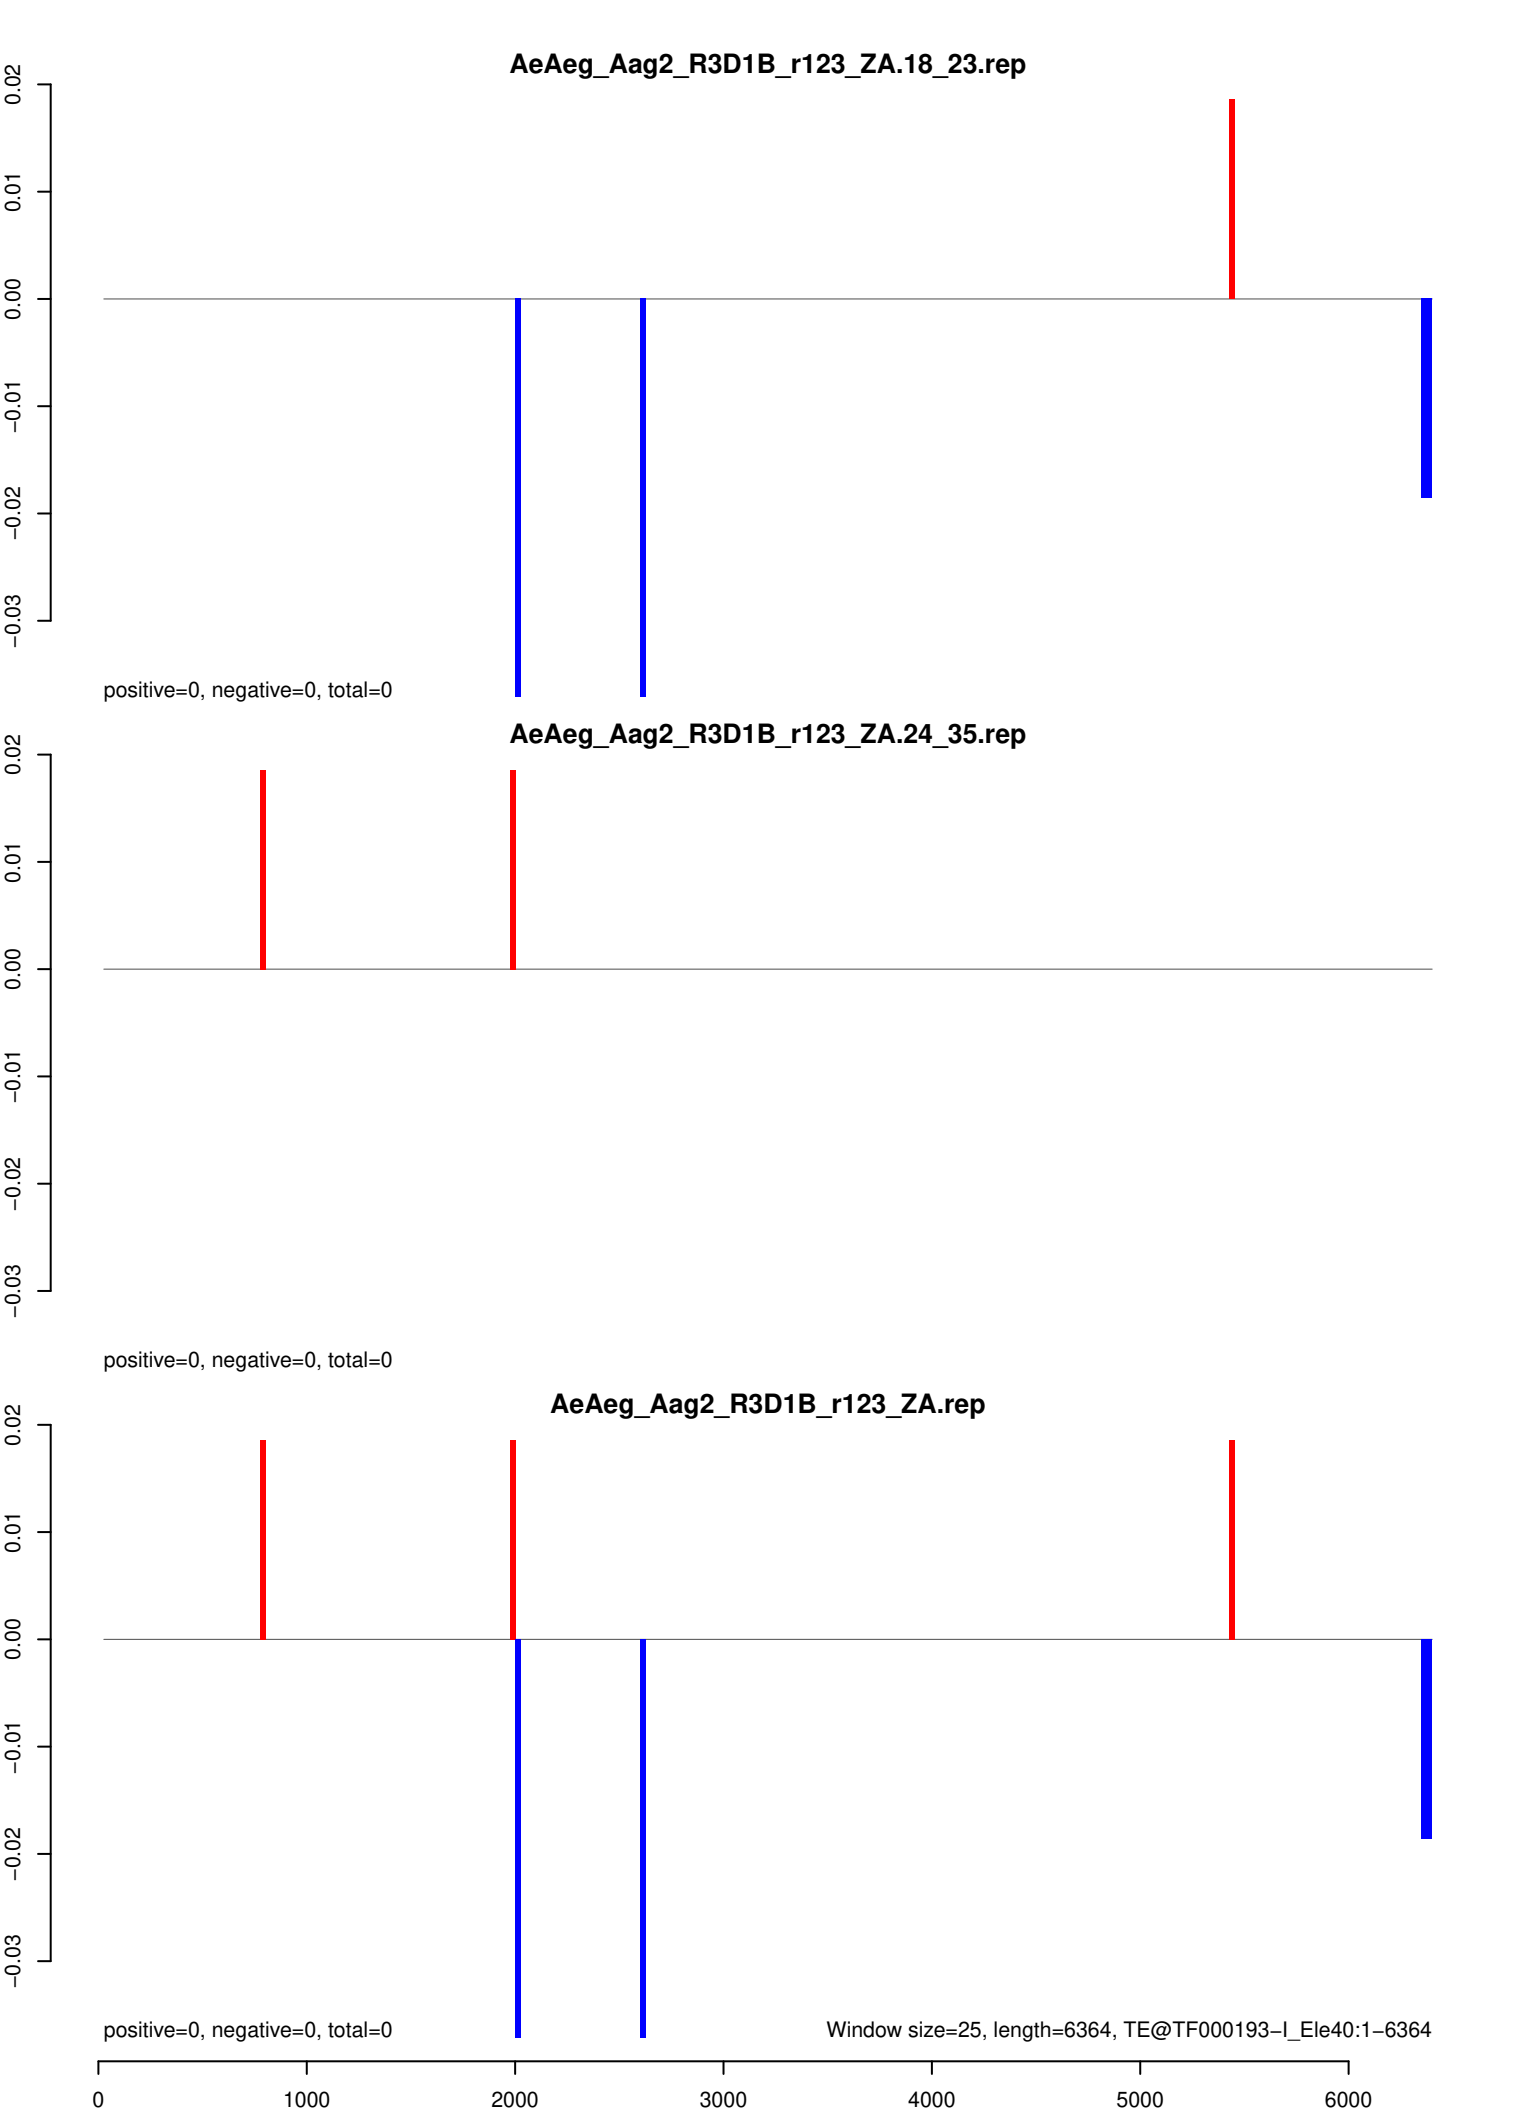 AeAeg_Aag2_R3D1B_r123_ZA.18_23.rep
0.02
0.01
0.00
−0.01
−0.02
−0.03
positive=0, negative=0, total=0
AeAeg_Aag2_R3D1B_r123_ZA.24_35.rep
0.02
0.01
0.00
−0.01
−0.02
−0.03
positive=0, negative=0, total=0
AeAeg_Aag2_R3D1B_r123_ZA.rep
0.02
0.01
0.00
−0.01
−0.02
−0.03
positive=0, negative=0, total=0
Window size=25, length=6364, TE@TF000193−I_Ele40:1−6364
0 1000 2000 3000 4000 5000 6000